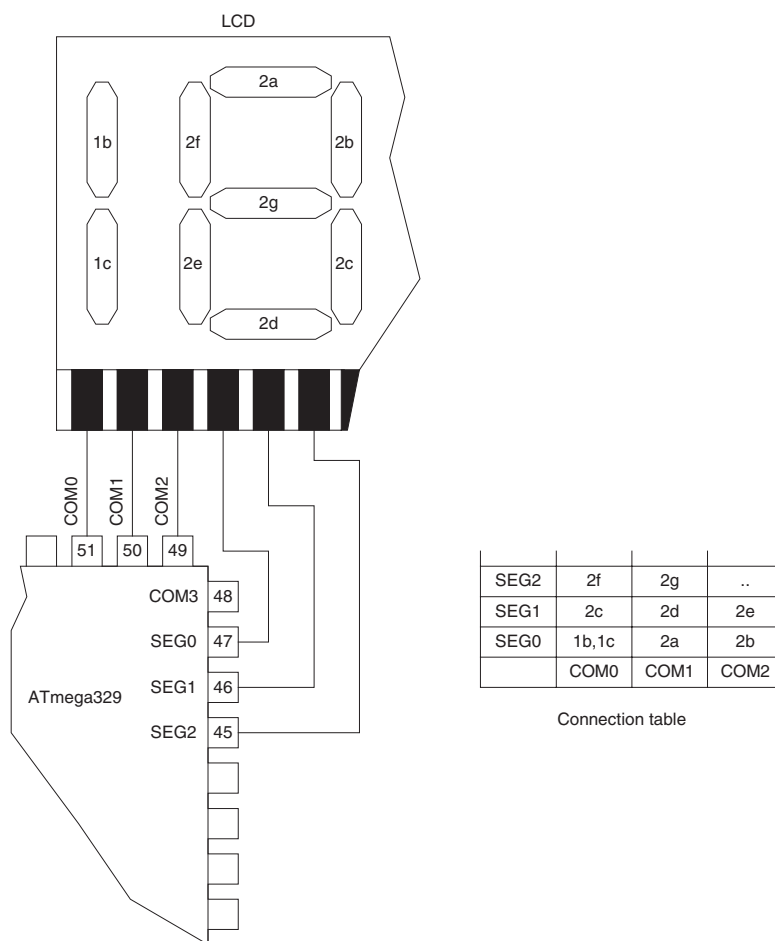 LCD
2a
1b 2f 2b
2g
1c 2e 2c
2d
COM0 COM1 COM2
51 50 49
COM3 48
SEG0 47
ATmega329 SEG1 46
SEG2 45
SEG2 2f 2g ..
SEG1 2c 2d 2e
SEG0 1b,1c 2a 2b
COM0 COM1 COM2
Connection table